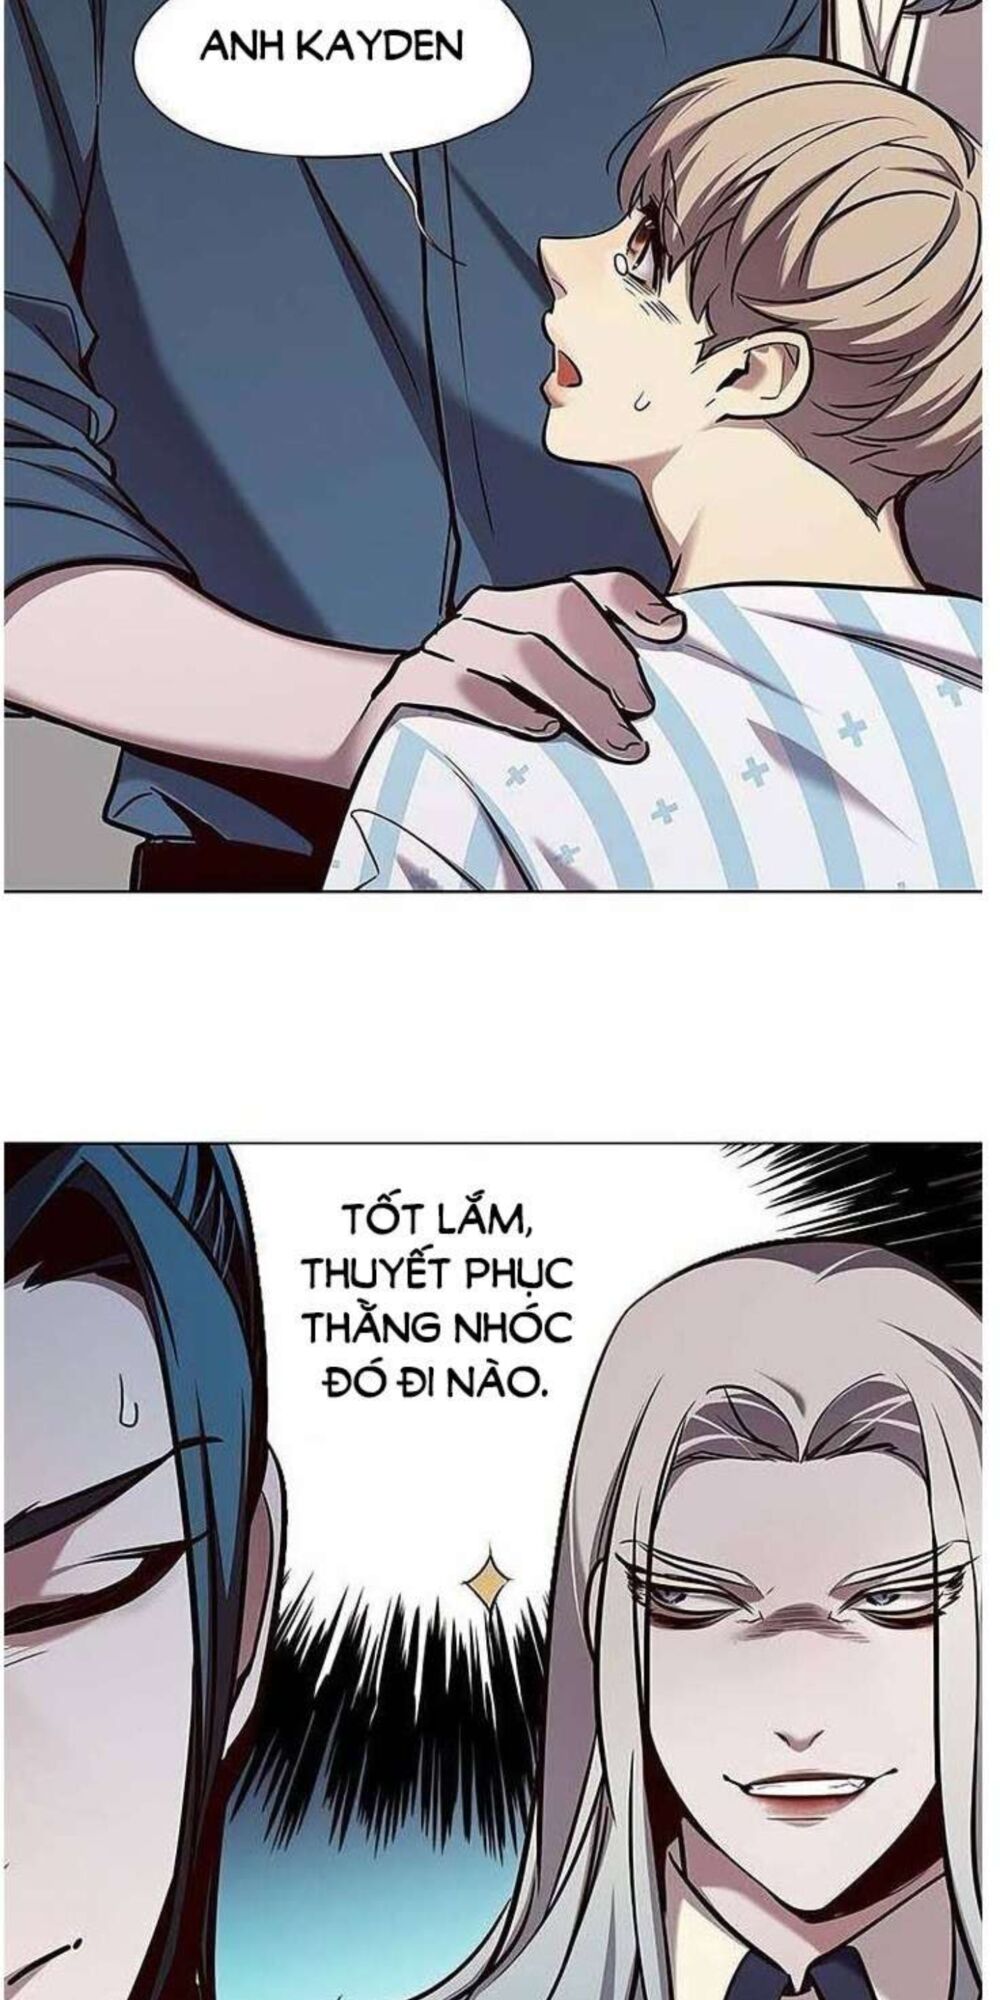 ANH KAYDEN
TỐT LẮM,
THUYẾT PHỤC
THẰNG NHÓC
ĐÓ ĐI NÀO.